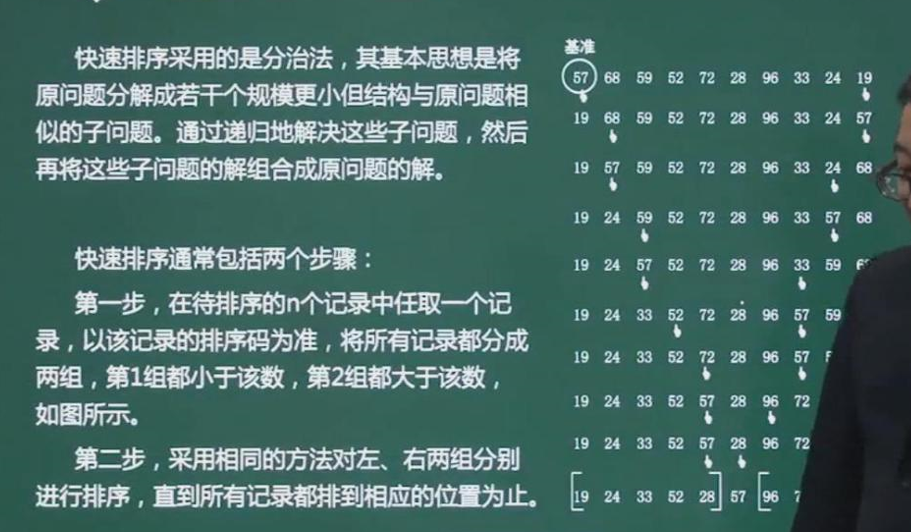 快速排序采用的是分治法，其基本思想是将
原问题分解成若干个规模更小但结构与原问题相
似的子问题。通过递归地解决这些子问题，然后
再将这些子问题的解组合成原问题的解。
快速排序通常包括两个步骤：
第一步，在待排序的n个记录中任取一个记
录，以该记录的排序码为准，将所有记录都分成
两组，第1组都小于该数，第2组都大于该数，
如图所示。
第二步，采用相同的方法对左、右两组分别
进行排序，直到所有记录都排到相应的位置为止。
基准
57 68 59 52 72 28 96 33 24 19
19 68 59 52 72 28 96 33 24 57
19 57 59 52 72 28 96 33 24 68
19 24 59 52 72 28 96 33 57 68
19 24 57 52 72 28 96 33 59
19 24 33 52 72 28 96 57 59
19 24 33 52 72 28 96 57
19 24 33 52 57 28 96 72
19 24 33 52 57 28 96 72
[19 24 33 52 28] 57 [96